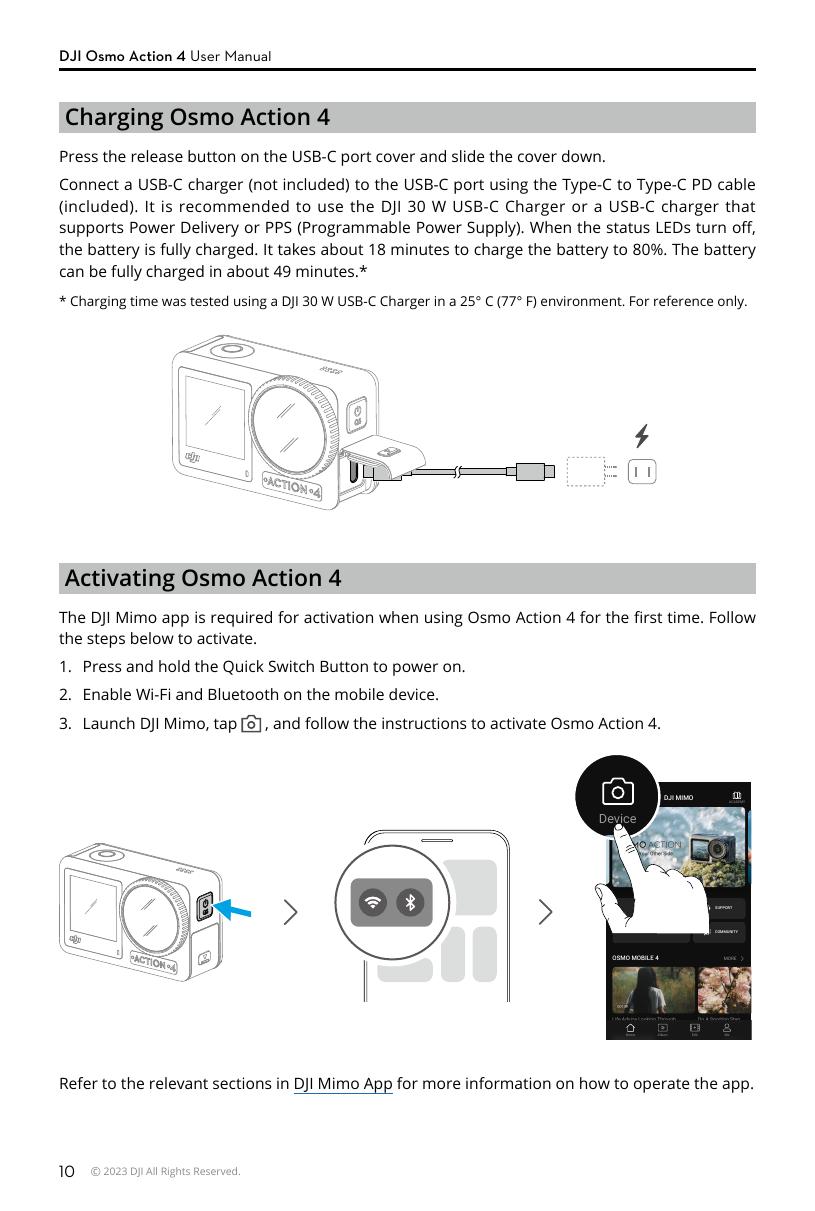 DJI Osmo Action 4 User Manual
Charging Osmo Action 4
Press the release button on the USB-C port cover and slide the cover down.
Connect a USB-C charger (not included) to the USB-C port using the Type-C to Type-C PD cable
(included). It is recommended to use the DJI 30 W USB-C Charger or a USB-C charger that
supports Power Delivery or PPS (Programmable Power Supply). When the status LEDs turn off,
the battery is fully charged. It takes about 18 minutes to charge the battery to 80%. The battery
can be fully charged in about 49 minutes.*
* Charging time was tested using a DJI 30 W USB-C Charger in a 25° C (77° F) environment. For reference only.
dji
ACTION 4
Activating Osmo Action 4
The DJI Mimo app is required for activation when using Osmo Action 4 for the first time. Follow
the steps below to activate.
1. Press and hold the Quick Switch Button to power on.
2. Enable Wi-Fi and Bluetooth on the mobile device.
3. Launch DJI Mimo, tap , and follow the instructions to activate Osmo Action 4.
DJI MIMO
ACADEMY
Device
MO ACTION
Your Other Side
SUPPORT
COMMUNITY
OSMO MOBILE 4
MORE
dji
ACTION 4
Refer to the relevant sections in DJI Mimo App for more information on how to operate the app.
10 © 2023 DJI All Rights Reserved.